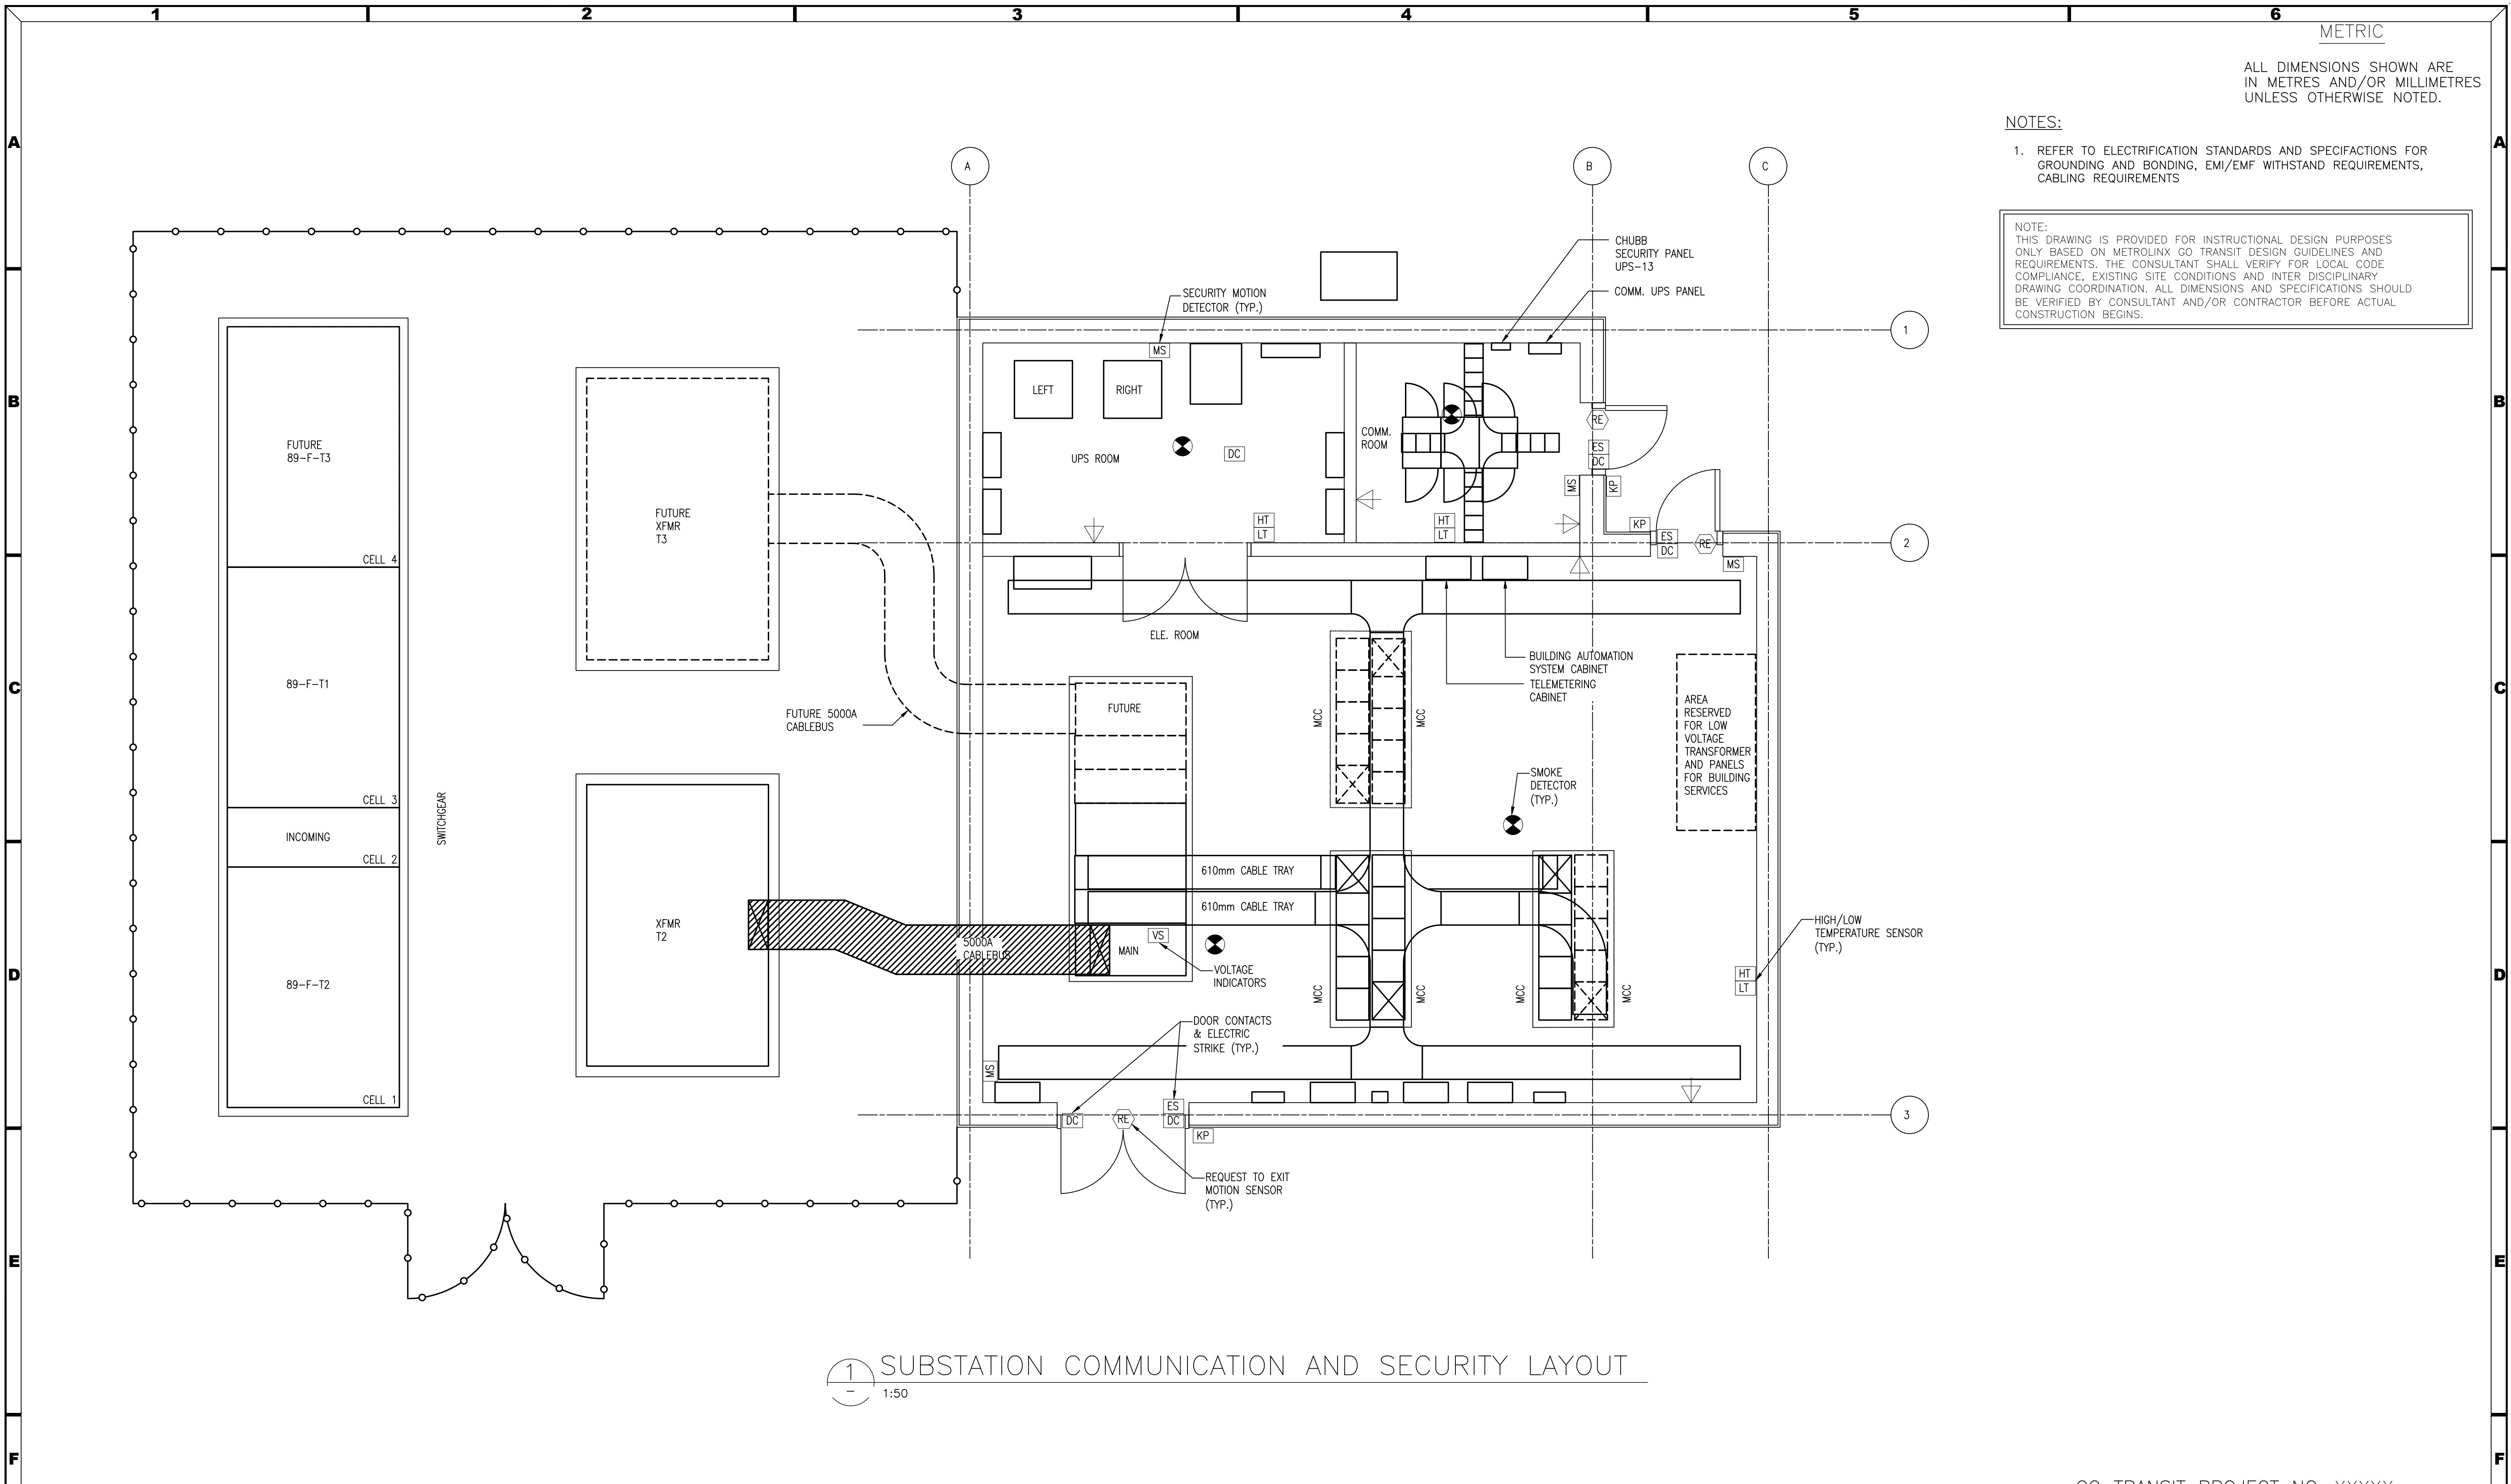 1 2 3 4 5 6
METRIC
ALL DIMENSIONS SHOWN ARE
IN METRES AND/OR MILLIMETRES
UNLESS OTHERWISE NOTED.
NOTES:
1. REFER TO ELECTRIFICATION STANDARDS AND SPECIFACTIONS FOR
GROUNDING AND BONDING, EMI/EMF WITHSTAND REQUIREMENTS,
CABLING REQUIREMENTS
NOTE:
THIS DRAWING IS PROVIDED FOR INSTRUCTIONAL DESIGN PURPOSES
ONLY BASED ON METROLINX GO TRANSIT DESIGN GUIDELINES AND
REQUIREMENTS. THE CONSULTANT SHALL VERIFY FOR LOCAL CODE
COMPLIANCE, EXISTING SITE CONDITIONS AND INTER DISCIPLINARY
DRAWING COORDINATION. ALL DIMENSIONS AND SPECIFICATIONS SHOULD
BE VERIFIED BY CONSULTANT AND/OR CONTRACTOR BEFORE ACTUAL
CONSTRUCTION BEGINS.
A A
B B
C C
D D
E E
F F
A
B
C
1
2
3
CHUBB
SECURITY PANEL
UPS-13
COMM. UPS PANEL
SECURITY MOTION
DETECTOR (TYP.)
MS
LEFT
RIGHT
UPS ROOM
DC
COMM.
ROOM
RE
ES
DC
MS
KP
HT
LT
HT
LT
KP
ES
DC
RE
MS
FUTURE
89-F-T3
CELL 4
89-F-T1
CELL 3
INCOMING
CELL 2
89-F-T2
CELL 1
SWITCHGEAR
FUTURE
XFMR
T3
XFMR
T2
FUTURE 5000A
CABLEBUS
5000A
CABLEBUS
ELE. ROOM
FUTURE
MCC
MCC
BUILDING AUTOMATION
SYSTEM CABINET
TELEMETERING
CABINET
AREA
RESERVED
FOR LOW
VOLTAGE
TRANSFORMER
AND PANELS
FOR BUILDING
SERVICES
SMOKE
DETECTOR
(TYP.)
610mm CABLE TRAY
610mm CABLE TRAY
MAIN
VS
VOLTAGE
INDICATORS
MCC
MCC
MCC
MCC
HIGH/LOW
TEMPERATURE SENSOR
(TYP.)
HT
LT
DOOR CONTACTS
& ELECTRIC
STRIKE (TYP.)
MS
DC
RE
ES
DC
KP
REQUEST TO EXIT
MOTION SENSOR
(TYP.)
1
-
SUBSTATION COMMUNICATION AND SECURITY LAYOUT
1:50